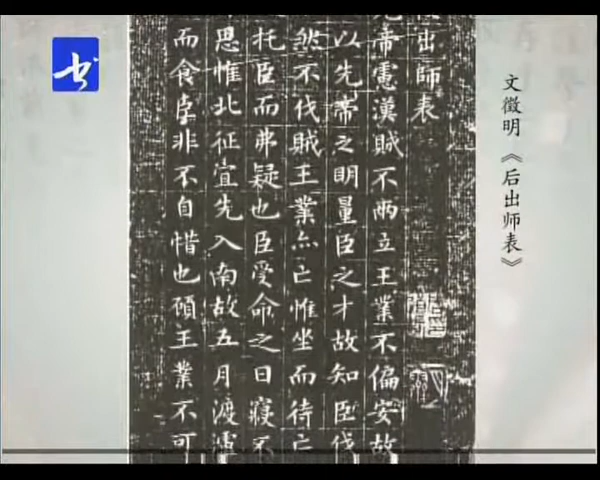 文徵明《后出师表》
出師表
帝慮漢賊不兩立王業不偏安故
以先帝之明量臣之才故知臣伐
然不伐賊王業亦亡惟坐而待亡
托臣而弗疑也臣受命之日寑不
思惟北征宜先入南故五月渡瀘
而食臣非不自惜也顧王業不可
书